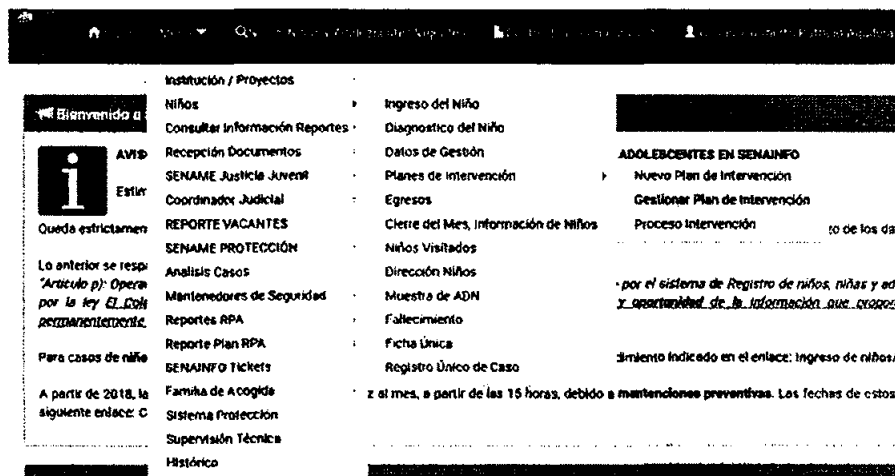 Institución / Proyectos
Niños
Consultar Información Reportes
Recepción Documentos
SENAME Justicia Juvenil
Coordinador Judicial
REPORTE VACANTES
SENAME PROTECCIÓN
Analisis Casos
Mantenedores de Seguridad
Reportes RPA
Reporte Plan RPA
SENAINFO Tickets
Familia de Acogida
Sistema Protección
Supervisión Técnica
Histórico
Ingreso del Niño
Diagnostico del Niño
Datos de Gestión
Planes de Intervención
Egresos
Cierre del Mes, Información de Niños
Niños Visitados
Dirección Niños
Muestra de ADN
Fallecimiento
Ficha Única
Registro Único de Caso
Nuevo Plan de Intervención
Gestionar Plan de Intervención
Proceso Intervención
Bienvenido a
AVIS
ADOLESCENTES EN SENAINFO
Estim
Queda estrictamen
ro de los da
Lo anterior se respa
"Artículo p): Opera
por el sistema de Registro de niños, niñas y ad
por la ley El Cole
y oportunidad de la información que propor
permanentemente
Para casos de niño
dimiento indicado en el enlace: Ingreso de niños
A partir de 2018, la
z al mes, a partir de las 15 horas, debido a mantenciones preventivas. Las fechas de estos
siguiente enlace: C